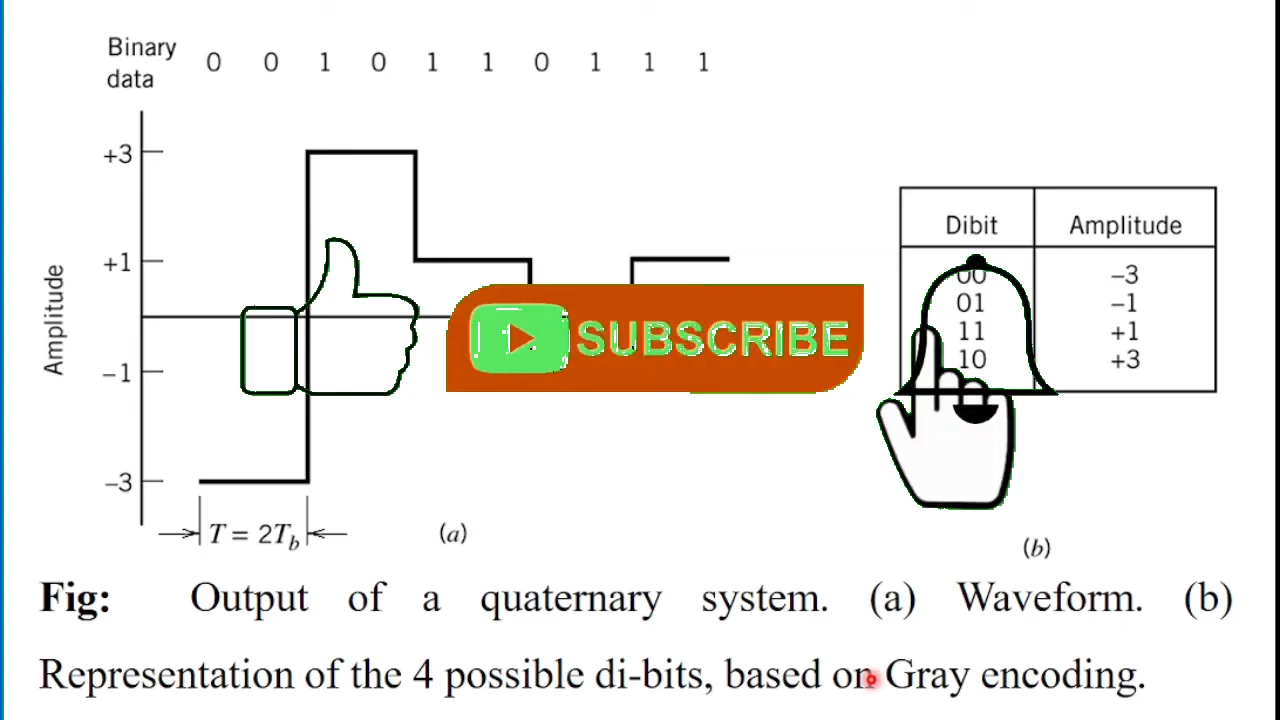 Binary data 0 0 1 0 1 1 0 1 1 1
+3
+1
Amplitude
−1
−3
T = 2T_b
(a)
SUBSCRIBE
Dibit Amplitude
00 −3
01 −1
11 +1
10 +3
(b)
Fig: Output of a quaternary system. (a) Waveform. (b)
Representation of the 4 possible di-bits, based on Gray encoding.